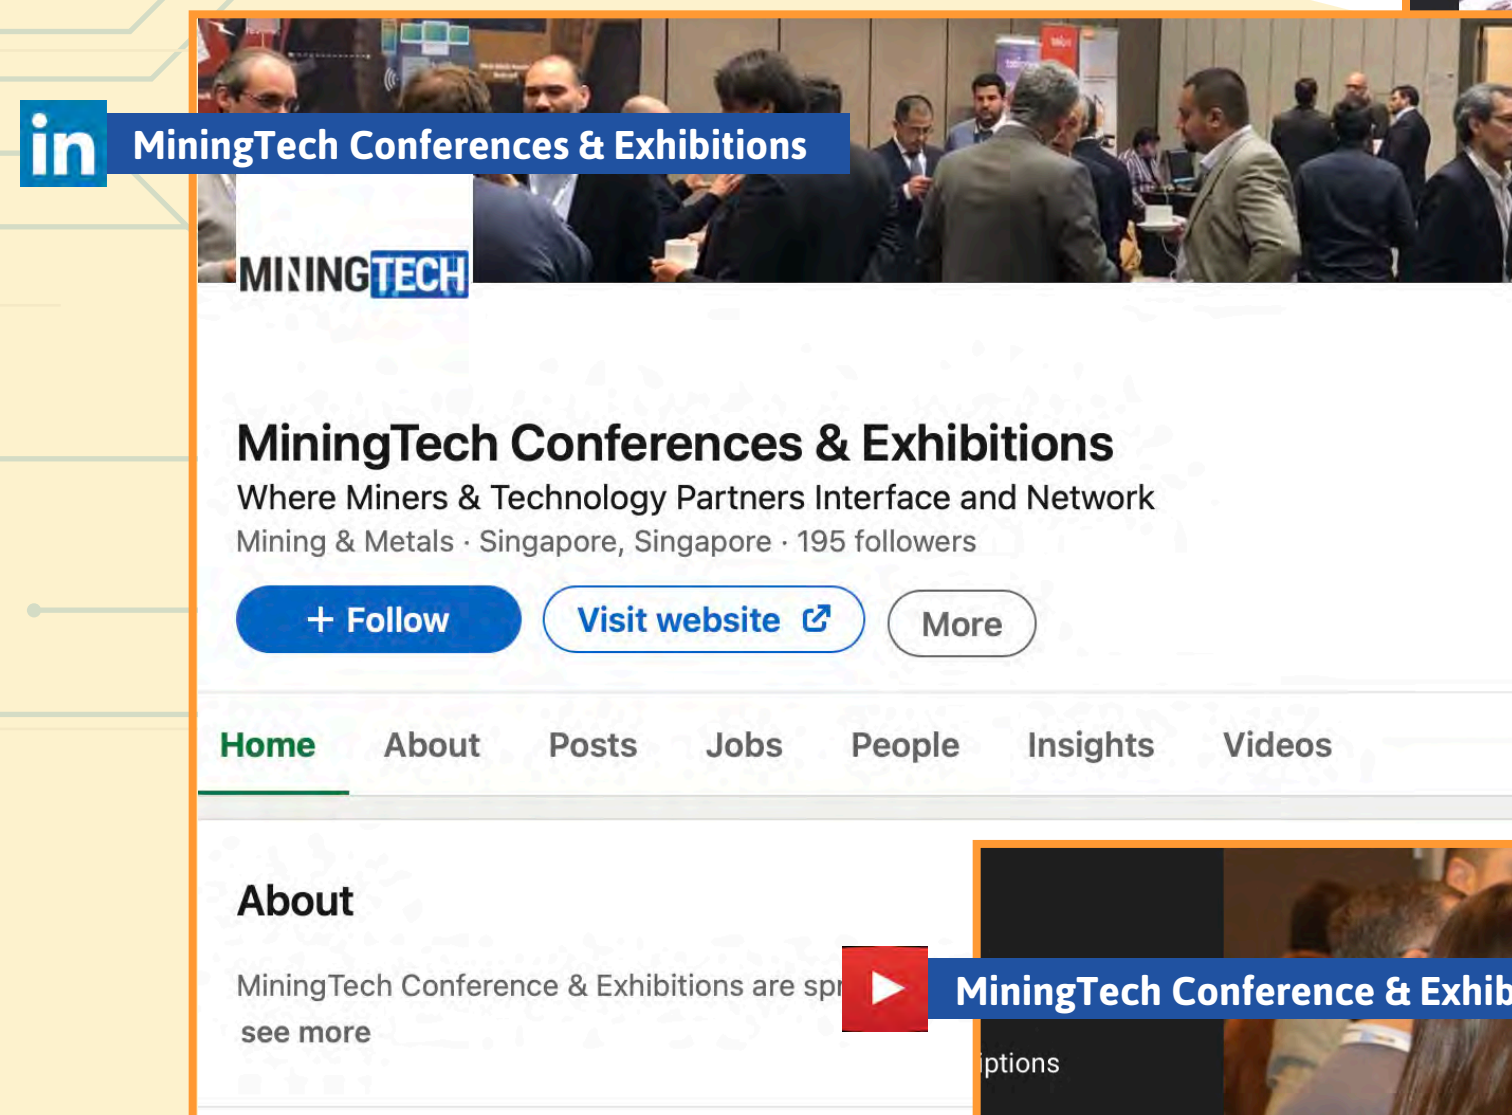 in MiningTech Conferences & Exhibitions
MININGTECH
MiningTech Conferences & Exhibitions
Where Miners & Technology Partners Interface and Network
Mining & Metals · Singapore, Singapore · 195 followers
+ Follow
Visit website
More
Home About Posts Jobs People Insights Videos
About
MiningTech Conference & Exhibitions are spr
see more
MiningTech Conference & Exhib
iptions